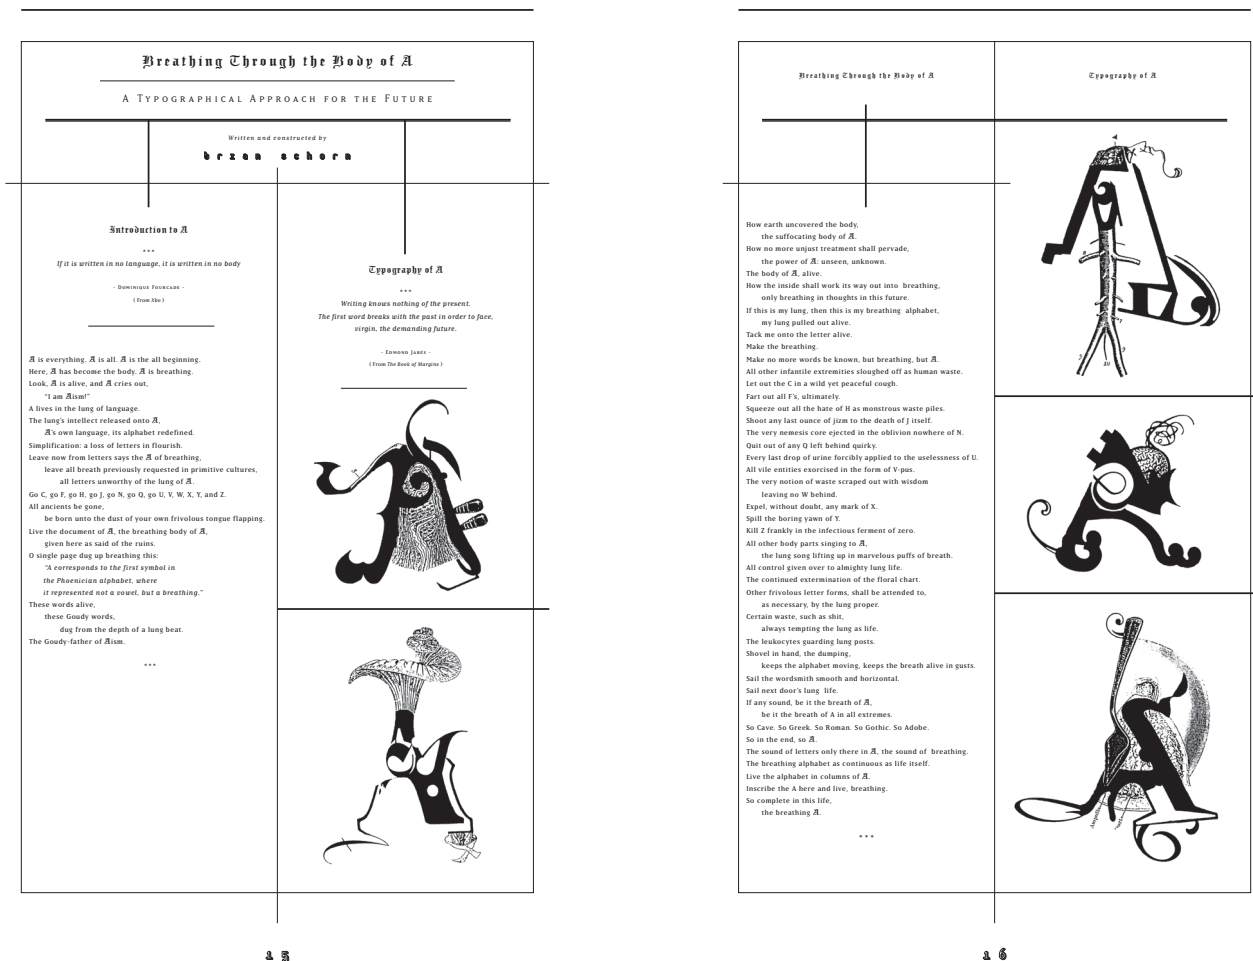 Breathing Through the Body of A
A Typographical Approach for the Future
Written and constructed by
brian schorn
Introduction to A
***
If it is written in no language, it is written in no body
- Dominique Fourcade -
( From Xbo )
A is everything. A is all. A is the all beginning.
Here, A has become the body. A is breathing.
Look, A is alive, and A cries out,
"I am Aism!"
A lives in the lung of language.
The lung's intellect released onto A,
A's own language, its alphabet redefined.
Simplification: a loss of letters in flourish.
Leave now from letters says the A of breathing,
leave all breath previously requested in primitive cultures,
all letters unworthy of the lung of A.
Go C, go F, go H, go J, go N, go Q, go U, V, W, X, Y, and Z.
All ancients be gone,
be born unto the dust of your own frivolous tongue flapping.
Live the document of A, the breathing body of A,
given here as said of the ruins.
O single page dug up breathing this:
"A corresponds to the first symbol in
the Phoenician alphabet, where
it represented not a vowel, but a breathing."
These words alive,
these Goudy words,
dug from the depth of a lung beat.
The Goudy-father of Aism.
***
Typography of A
***
Writing knows nothing of the present.
The first word breaks with the past in order to face,
virgin, the demanding future.
- Edmond Jabès -
( From The Book of Margins )
15
Breathing Through the Body of A
Typography of A
How earth uncovered the body,
the suffocating body of A.
How no more unjust treatment shall pervade,
the power of A: unseen, unknown.
The body of A, alive.
How the inside shall work its way out into breathing,
only breathing in thoughts in this future.
If this is my lung, then this is my breathing alphabet,
my lung pulled out alive.
Tack me onto the letter alive.
Make the breathing.
Make no more words be known, but breathing, but A.
All other infantile extremities sloughed off as human waste.
Let out the C in a wild yet peaceful cough.
Fart out all F's, ultimately.
Squeeze out all the hate of H as monstrous waste piles.
Shoot any last ounce of jizm to the death of J itself.
The very nemesis core ejected in the oblivion nowhere of N.
Quit out of any Q left behind quirky.
Every last drop of urine forcibly applied to the uselessness of U.
All vile entities exorcised in the form of V-pus.
The very notion of waste scraped out with wisdom
leaving no W behind.
Expel, without doubt, any mark of X.
Spill the boring yawn of Y.
Kill Z frankly in the infectious ferment of zero.
All other body parts singing to A,
the lung song lifting up in marvelous puffs of breath.
All control given over to almighty lung life.
The continued extermination of the floral chart.
Other frivolous letter forms, shall be attended to,
as necessary, by the lung proper.
Certain waste, such as shit,
always tempting the lung as life.
The leukocytes guarding lung posts.
Shovel in hand, the dumping,
keeps the alphabet moving, keeps the breath alive in gusts.
Sail the wordsmith smooth and horizontal.
Sail next door's lung life.
If any sound, be it the breath of A,
be it the breath of A in all extremes.
So Cave. So Greek. So Roman. So Gothic. So Adobe.
So in the end, so A.
The sound of letters only there in A, the sound of breathing.
The breathing alphabet as continuous as life itself.
Live the alphabet in columns of A.
Inscribe the A here and live, breathing.
So complete in this life,
the breathing A.
***
16